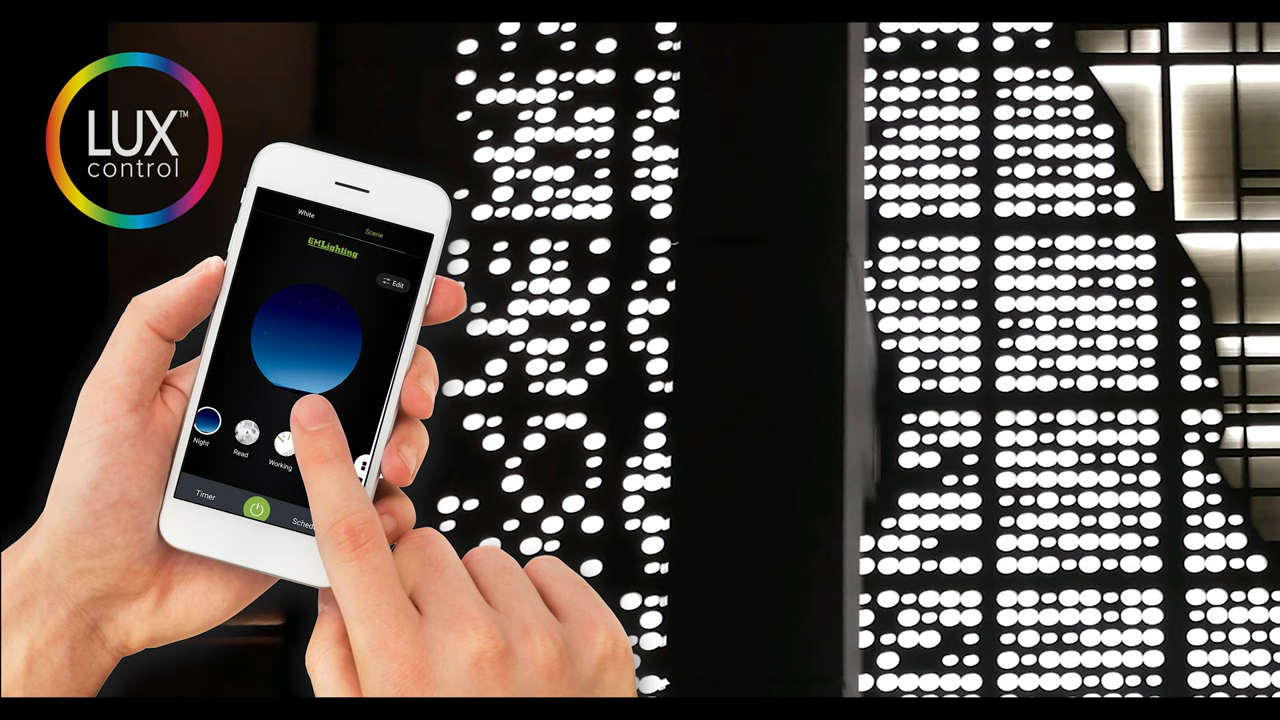 LUX™
control
White
Scene
GMLighting
Edit
Night
Read
Working
Timer
Sched